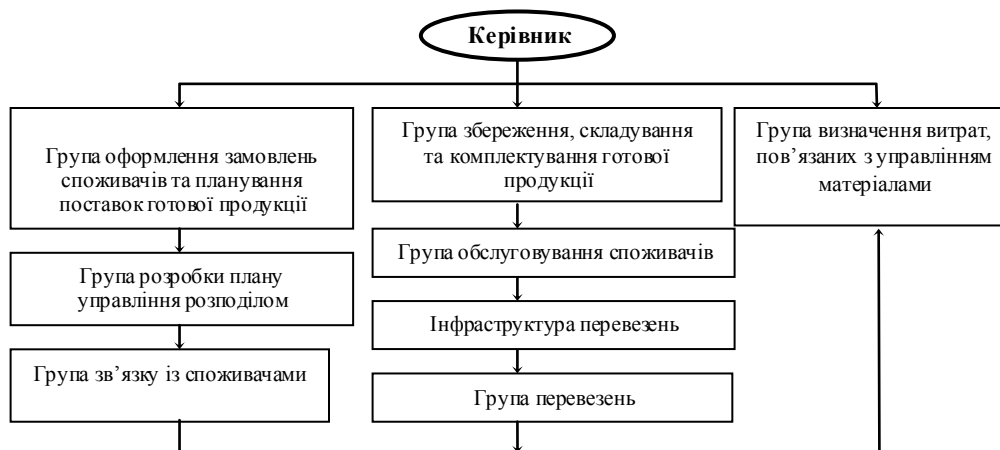 Керівник
Група оформлення замовлень
споживачів та планування
поставок готової продукції
Група розробки плану
управління розподілом
Група зв’язку із споживачами
Група збереження, складування
та комплектування готової
продукції
Група обслуговування споживачів
Інфраструктура перевезень
Група перевезень
Група визначення витрат,
пов’язаних з управлінням
матеріалами